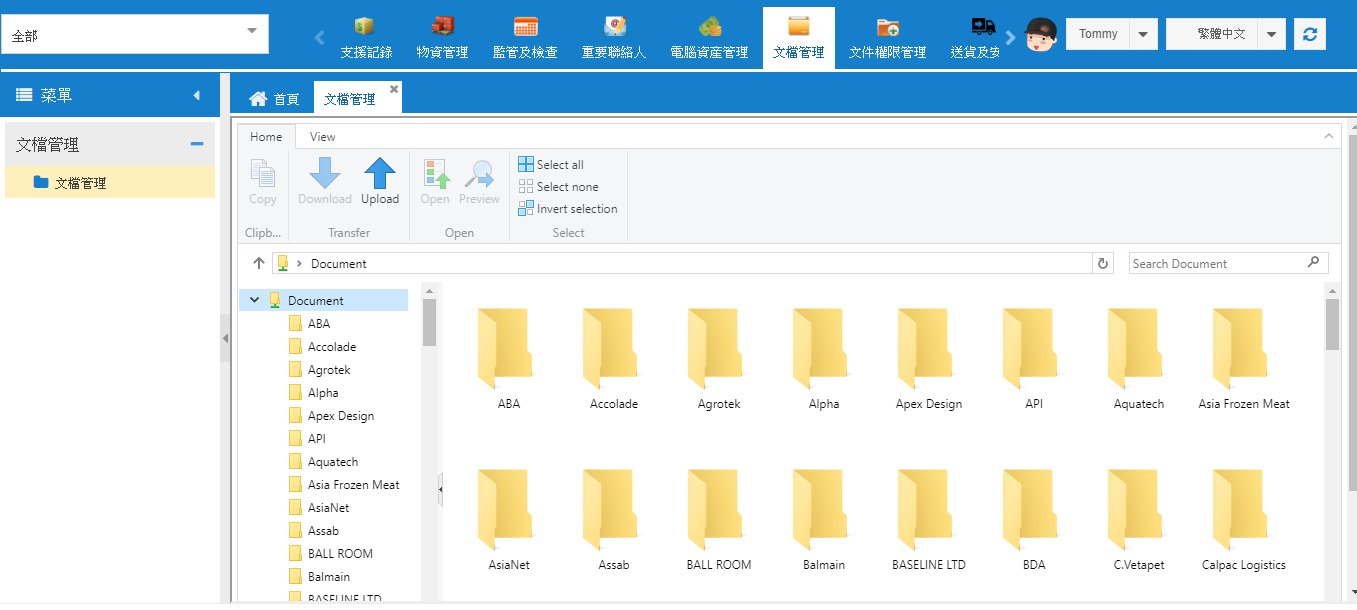 全部
支援記錄
物資管理
監管及檢查
重要聯絡人
電腦資産管理
文檔管理
文件權限管理
送貨及安
Tommy
繁體中文
菜單
首頁
文檔管理
文檔管理
文檔管理
Home
View
Copy
Download
Upload
Open
Preview
Select all
Select none
Invert selection
Clipb...
Transfer
Open
Select
Document
Search Document
Document
ABA
Accolade
Agrotek
Alpha
Apex Design
API
Aquatech
Asia Frozen Meat
AsiaNet
Assab
BALL ROOM
Balmain
BASELINE LTD
ABA
Accolade
Agrotek
Alpha
Apex Design
API
Aquatech
Asia Frozen Meat
AsiaNet
Assab
BALL ROOM
Balmain
BASELINE LTD
BDA
C.Vetapet
Calpac Logistics